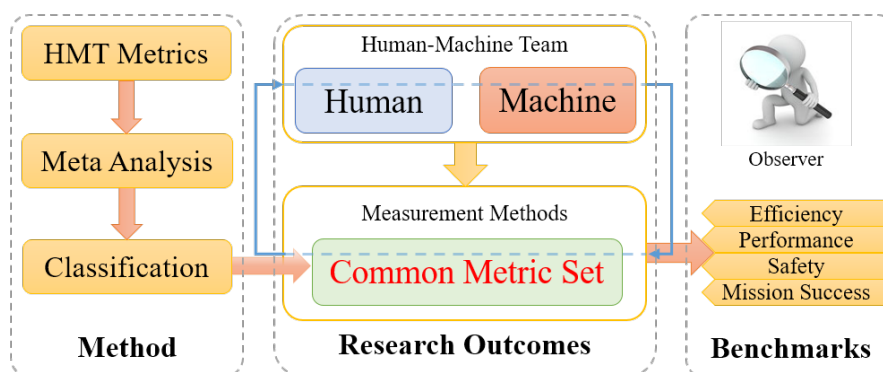 HMT Metrics
Meta Analysis
Classification
Method
Human-Machine Team
Human
Machine
Measurement Methods
Common Metric Set
Research Outcomes
Observer
Efficiency
Performance
Safety
Mission Success
Benchmarks